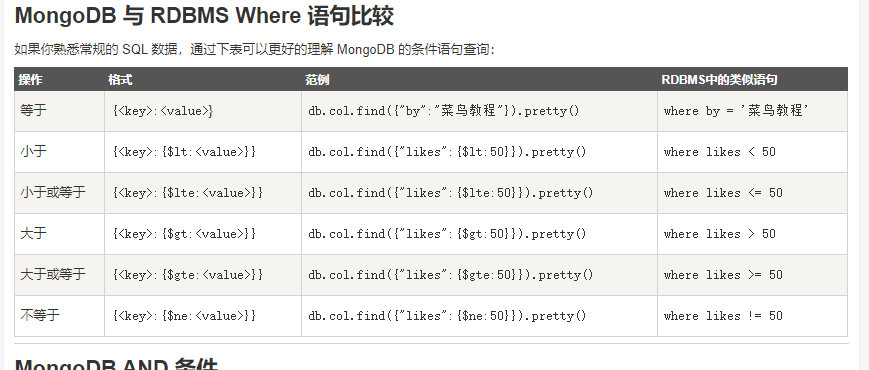 MongoDB 与 RDBMS Where 语句比较
如果你熟悉常规的 SQL 数据，通过下表可以更好的理解 MongoDB 的条件语句查询：
操作 格式 范例 RDBMS中的类似语句
等于 {<key>:<value>} db.col.find({"by":"菜鸟教程"}).pretty() where by = '菜鸟教程'
小于 {<key>:{$lt:<value>}} db.col.find({"likes":{$lt:50}}).pretty() where likes < 50
小于或等于 {<key>:{$lte:<value>}} db.col.find({"likes":{$lte:50}}).pretty() where likes <= 50
大于 {<key>:{$gt:<value>}} db.col.find({"likes":{$gt:50}}).pretty() where likes > 50
大于或等于 {<key>:{$gte:<value>}} db.col.find({"likes":{$gte:50}}).pretty() where likes >= 50
不等于 {<key>:{$ne:<value>}} db.col.find({"likes":{$ne:50}}).pretty() where likes != 50
MongoDB AND 条件